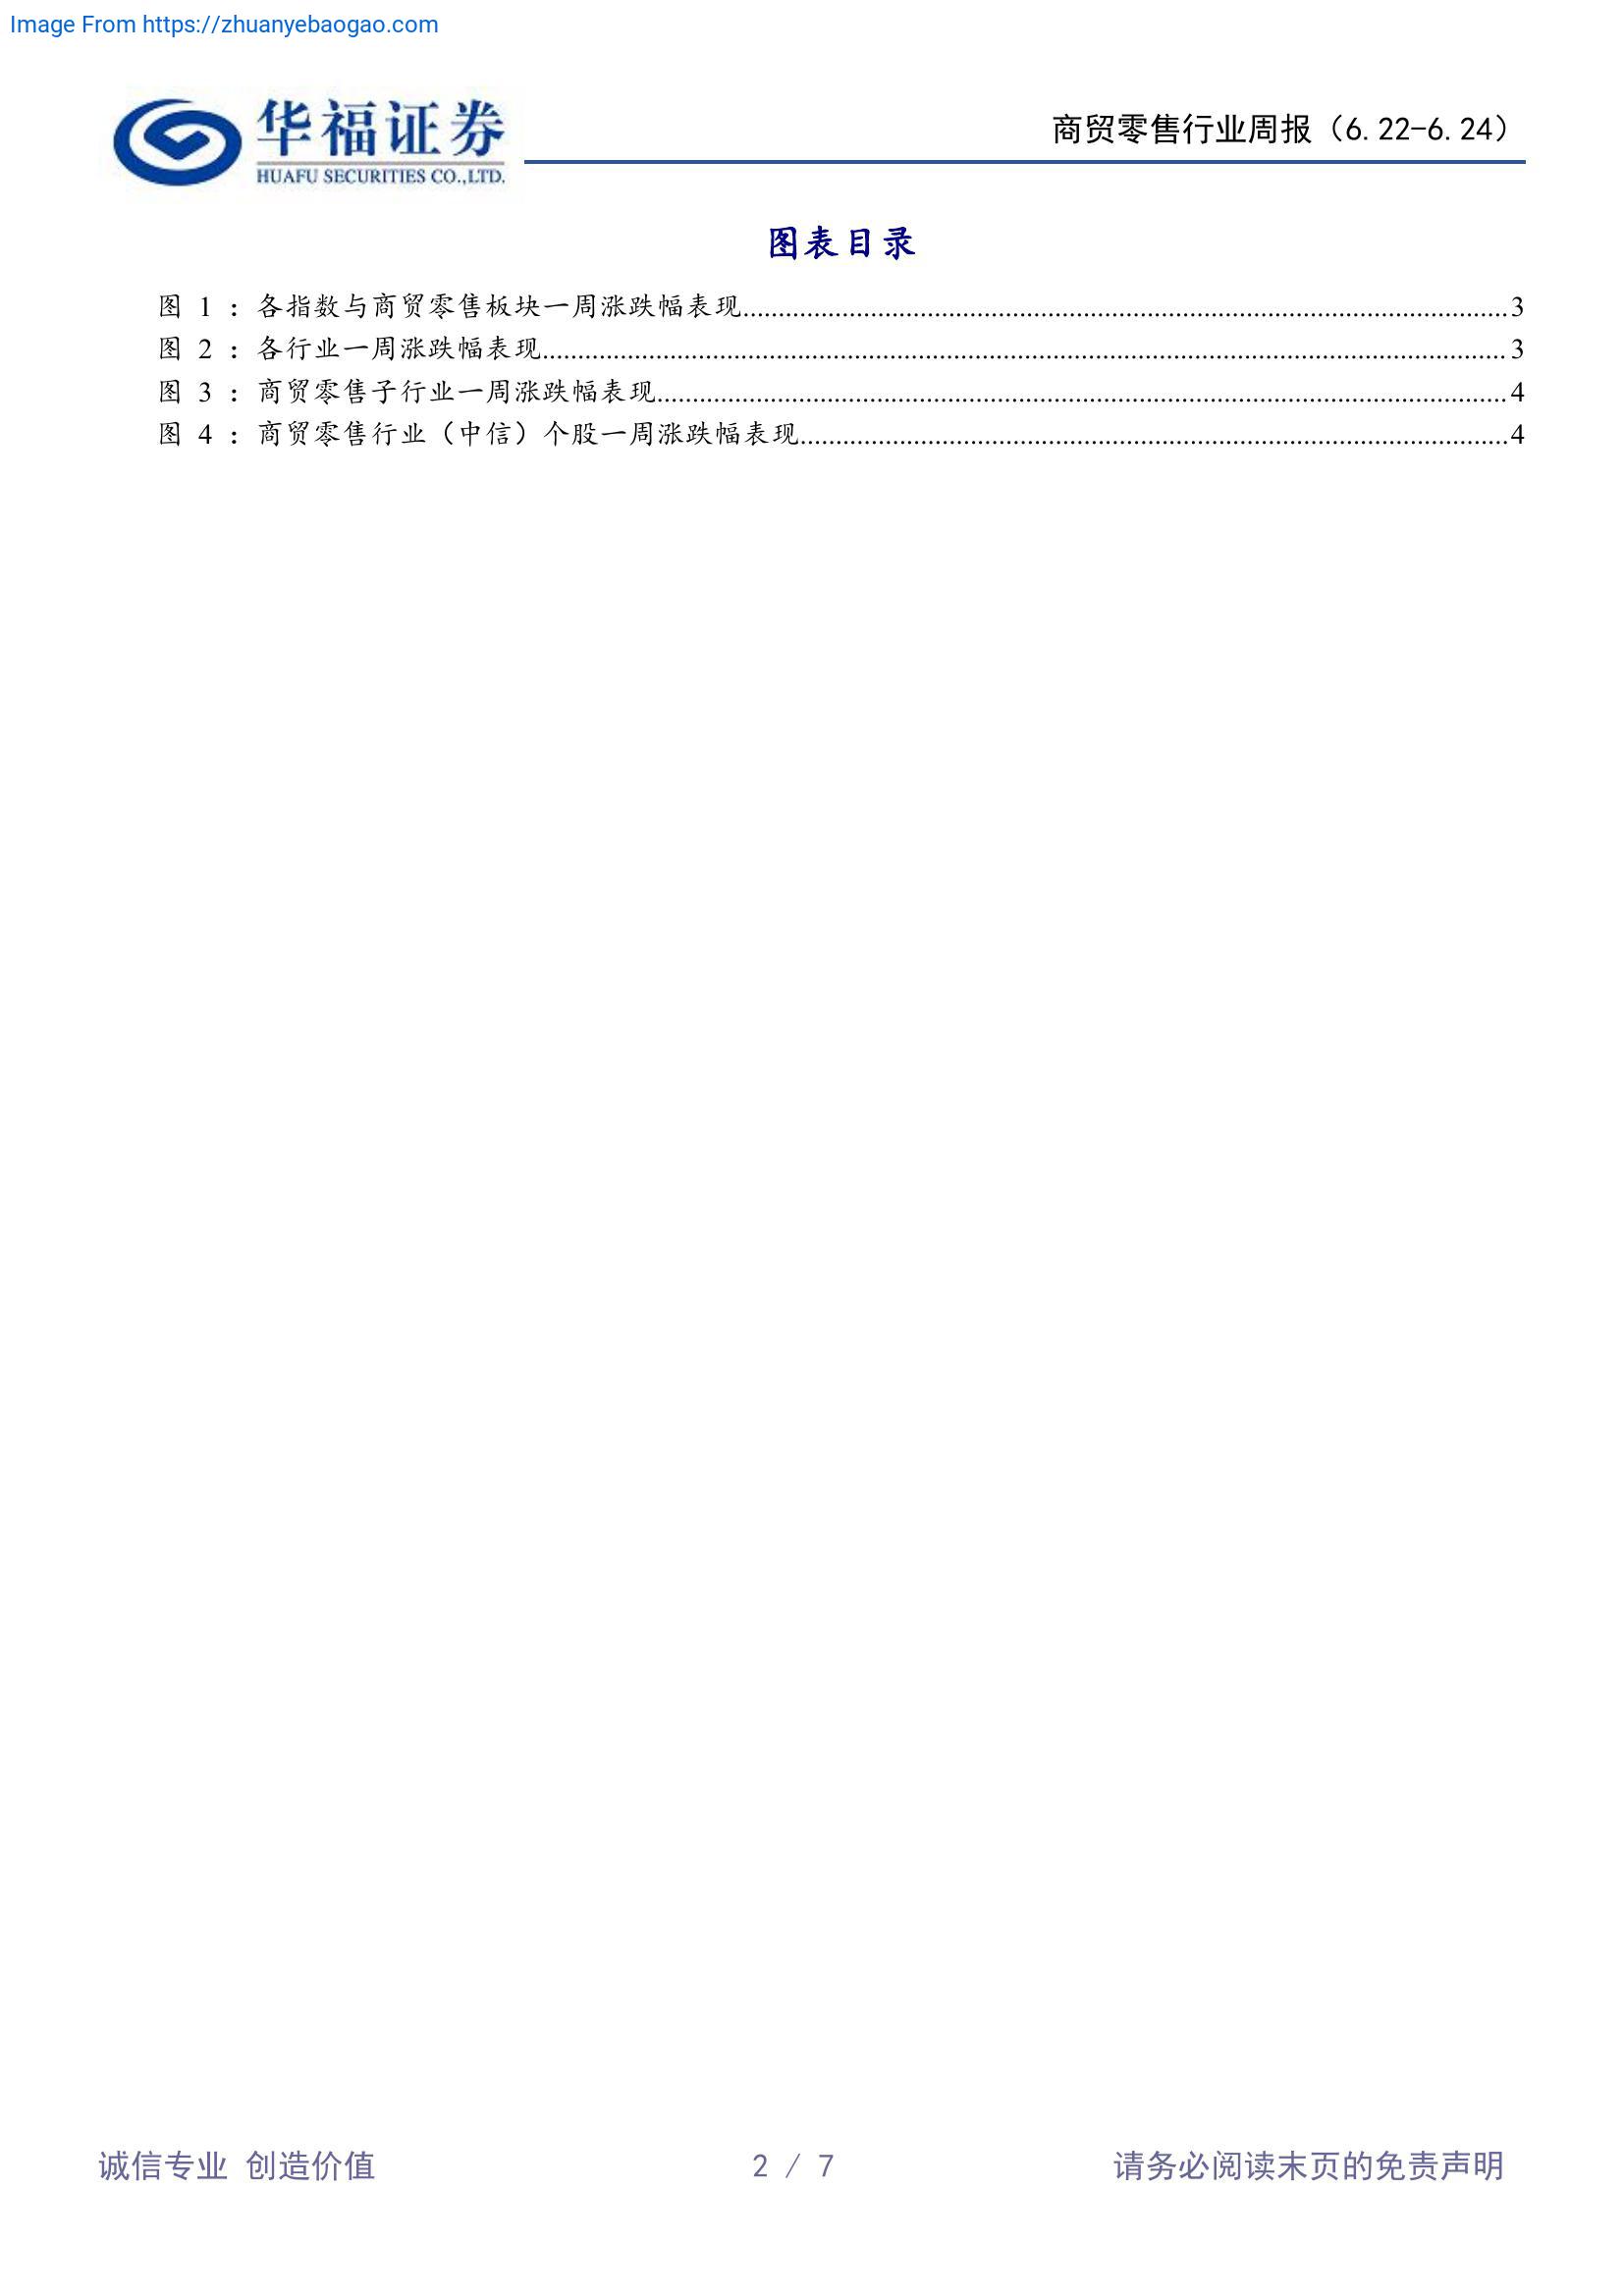 Image From https://zhuanyebaogao.com
华福证券
HUAFU SECURITIES CO.,LTD.
商贸零售行业周报（6.22-6.24）
图表目录
图 1 ：各指数与商贸零售板块一周涨跌幅表现........................................3
图 2 ：各行业一周涨跌幅表现........................................3
图 3 ：商贸零售子行业一周涨跌幅表现........................................4
图 4 ：商贸零售行业（中信）个股一周涨跌幅表现........................................4
诚信专业 创造价值
2 / 7
请务必阅读末页的免责声明